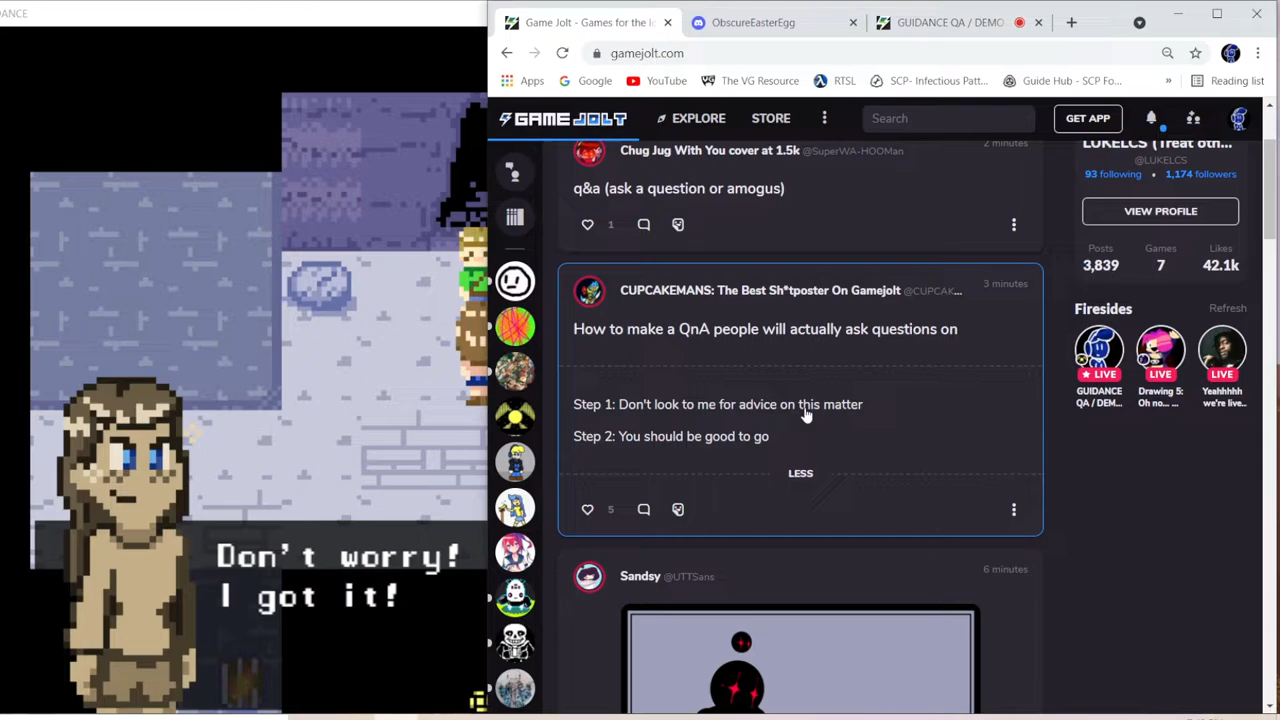 DANCE
Don't worry!
I got it!
Game Jolt - Games for the lo
ObscureEasterEgg
GUIDANCE QA / DEMO
gamejolt.com
Apps
Google
YouTube
The VG Resource
RTSL
SCP- Infectious Patt...
Guide Hub - SCP Fo...
»
Reading list
GAME JOLT
EXPLORE
STORE
Search
GET APP
Chug Jug With You cover at 1.5k @SuperWA-HOOMan
2 minutes
q&a (ask a question or amogus)
1
CUPCAKEMANS: The Best Sh*tposter On Gamejolt @CUPCAK...
3 minutes
How to make a QnA people will actually ask questions on
Step 1: Don't look to me for advice on this matter
Step 2: You should be good to go
LESS
5
Sandsy @UTTSans
6 minutes
LUKELCS (Treat oth...
@LUKELCS
93 following • 1,174 followers
VIEW PROFILE
Posts Games Likes
3,839 7 42.1k
Firesides
Refresh
LIVE LIVE LIVE
GUIDANCE QA / DEM...
Drawing 5: Oh no... ...
Yeahhhhh we're live...